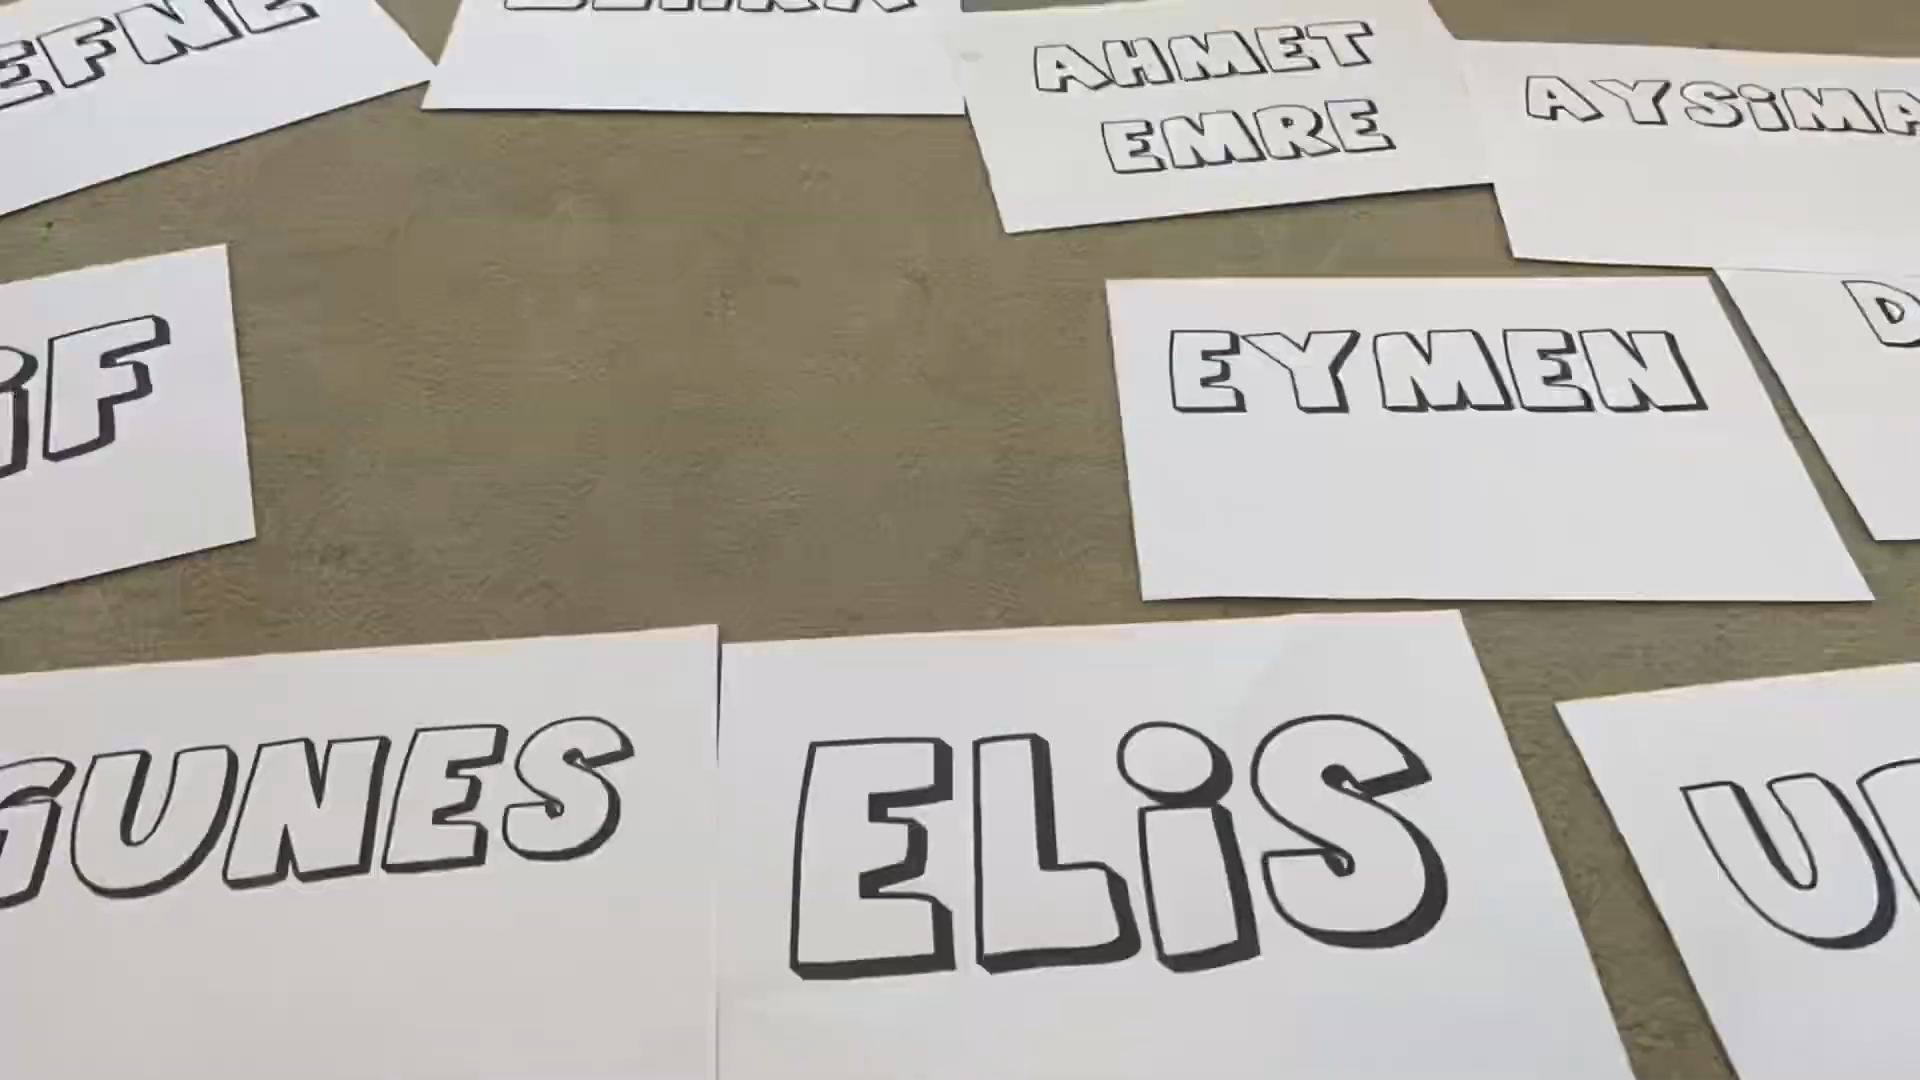 EFNE
AHMET
EMRE
AYSiMA
D
iF
EYMEN
GUNES
ELiS
U